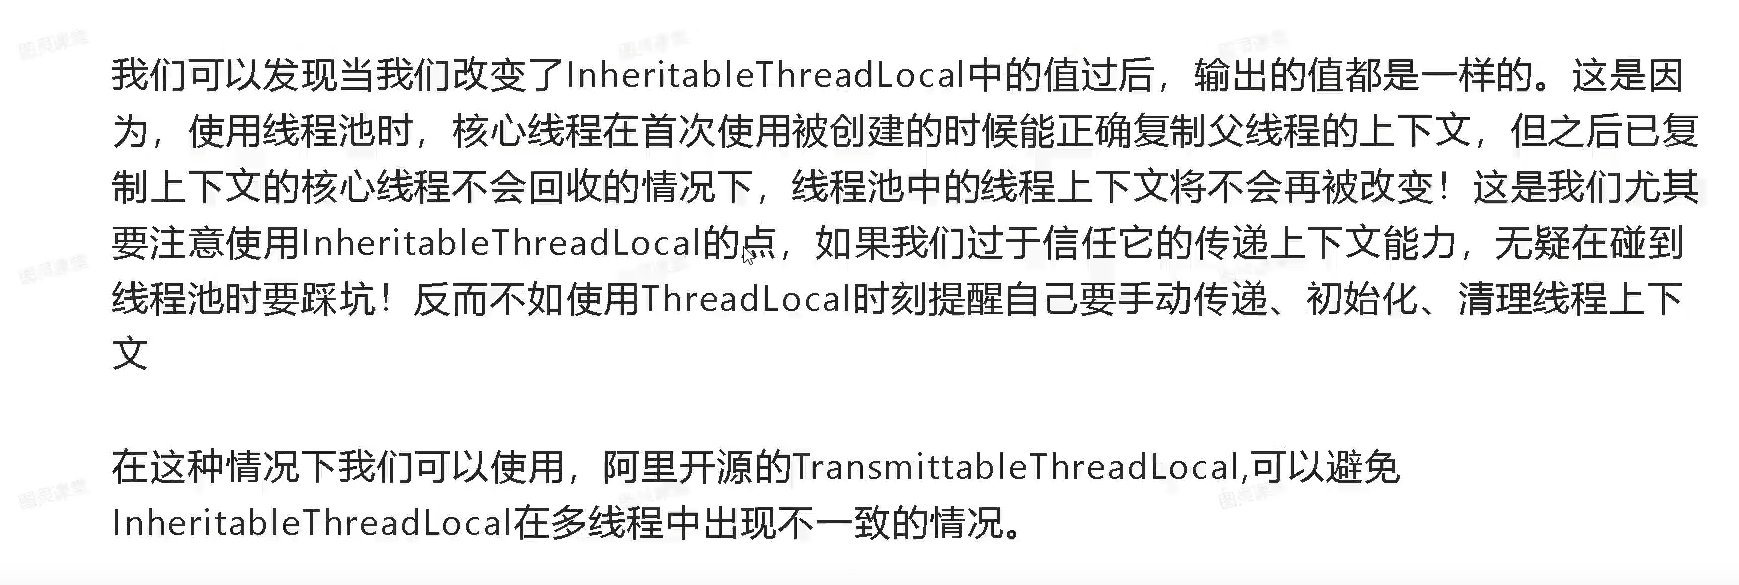 我们可以发现当我们改变了InheritableThreadLocal中的值过后，输出的值都是一样的。这是因
为，使用线程池时，核心线程在首次使用被创建的时候能正确复制父线程的上下文，但之后已复
制上下文的核心线程不会回收的情况下，线程池中的线程上下文将不会再被改变！这是我们尤其
要注意使用InheritableThreadLocal的点，如果我们过于信任它的传递上下文能力，无疑在碰到
线程池时要踩坑！反而不如使用ThreadLocal时刻提醒自己要手动传递、初始化、清理线程上下
文
在这种情况下我们可以使用，阿里开源的TransmittableThreadLocal,可以避免
InheritableThreadLocal在多线程中出现不一致的情况。